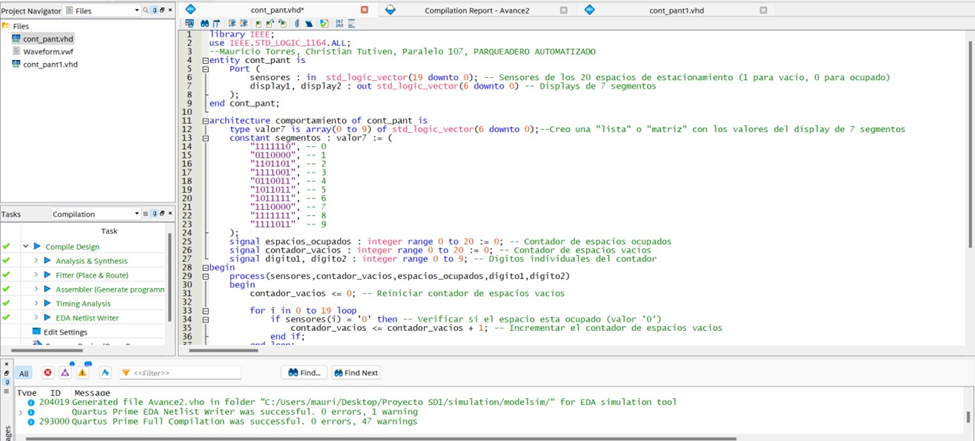 Project Navigator
Files
cont_pant.vhd*
Compilation Report - Avance2
cont_pant1.vhd
Files
cont_pant.vhd
Waveform.vwf
cont_pant1.vhd
1 library IEEE;
2 use IEEE.STD_LOGIC_1164.ALL;
3 --Mauricio Torres, Christian Tutiven, Paralelo 107, PARQUEADERO AUTOMATIZADO
4 entity cont_pant is
5 Port (
6 sensores : in std_logic_vector(19 downto 0); -- Sensores de los 20 espacios de estacionamiento (1 para vacio, 0 para ocupado)
7 display1, display2 : out std_logic_vector(6 downto 0) -- Displays de 7 segmentos
8 );
9 end cont_pant;
10
11 architecture comportamiento of cont_pant is
12 type valor7 is array(0 to 9) of std_logic_vector(6 downto 0);--Creo una "lista" o "matriz" con los valores del display de 7 segmentos
13 constant segmentos : valor7 := (
14 "1111110", -- 0
15 "0110000", -- 1
16 "1101101", -- 2
17 "1111001", -- 3
18 "0110011", -- 4
19 "1011011", -- 5
20 "1011111", -- 6
21 "1110000", -- 7
22 "1111111", -- 8
23 "1111011" -- 9
24 );
25 signal espacios_ocupados : integer range 0 to 20 := 0; -- Contador de espacios ocupados
26 signal contador_vacios : integer range 0 to 20 := 0; -- Contador de espacios vacios
27 signal digito1, digito2 : integer range 0 to 9; -- Digitos individuales del contador
28 begin
29 process(sensores,contador_vacios,espacios_ocupados,digito1,digito2)
30 begin
31 contador_vacios <= 0; -- Reiniciar contador de espacios vacios
32
33 for i in 0 to 19 loop
34 if sensores(i) = '0' then -- Verificar si el espacio esta ocupado (valor '0')
35 contador_vacios <= contador_vacios + 1; -- Incrementar el contador de espacios vacios
36 end if;
37 end loop;
Tasks
Compilation
Task
Compile Design
Analysis & Synthesis
Fitter (Place & Route)
Assembler (Generate programm
Timing Analysis
EDA Netlist Writer
Edit Settings
All
<<Filter>>
Find...
Find Next
Type ID Message
204019 Generated file Avance2.vho in folder "C:/Users/mauri/Desktop/Proyecto SD1/simulation/modelsim/" for EDA simulation tool
Quartus Prime EDA Netlist Writer was successful. 0 errors, 1 warning
293000 Quartus Prime Full Compilation was successful. 0 errors, 47 warnings